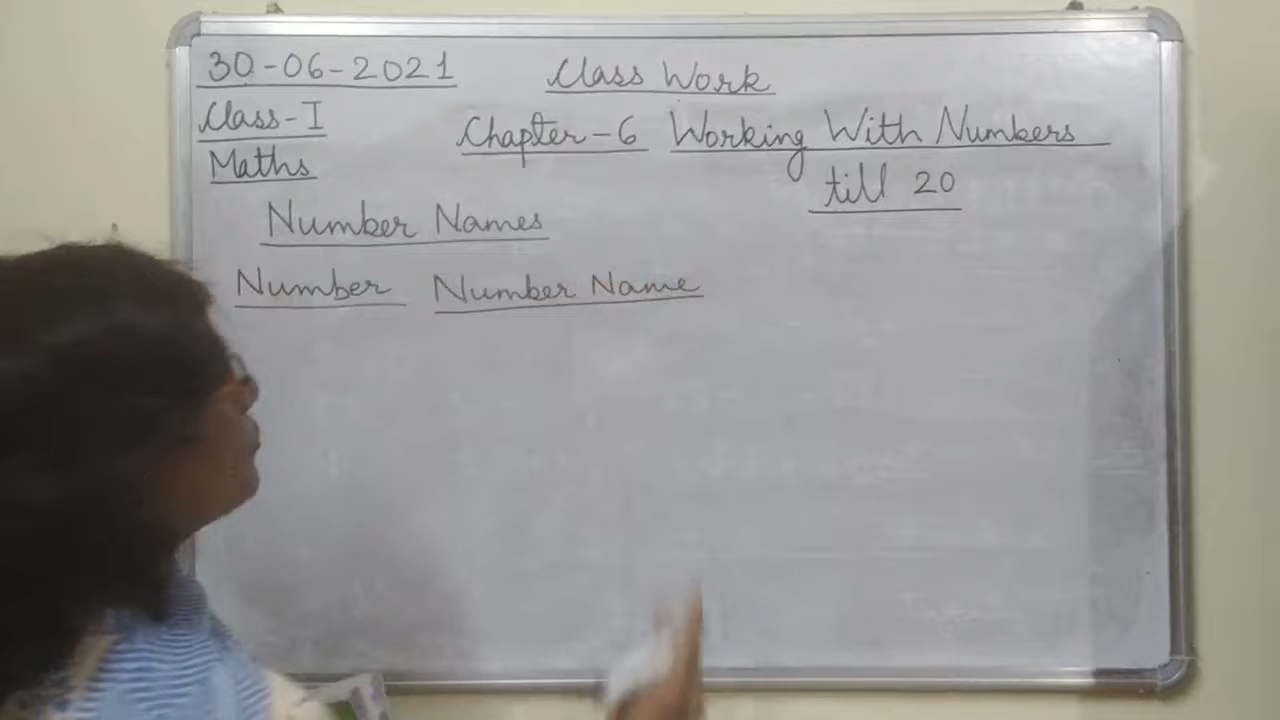 30-06-2021 Class Work
Class-I Chapter-6 Working With Numbers
Maths till 20
Number Names
Number Number Name